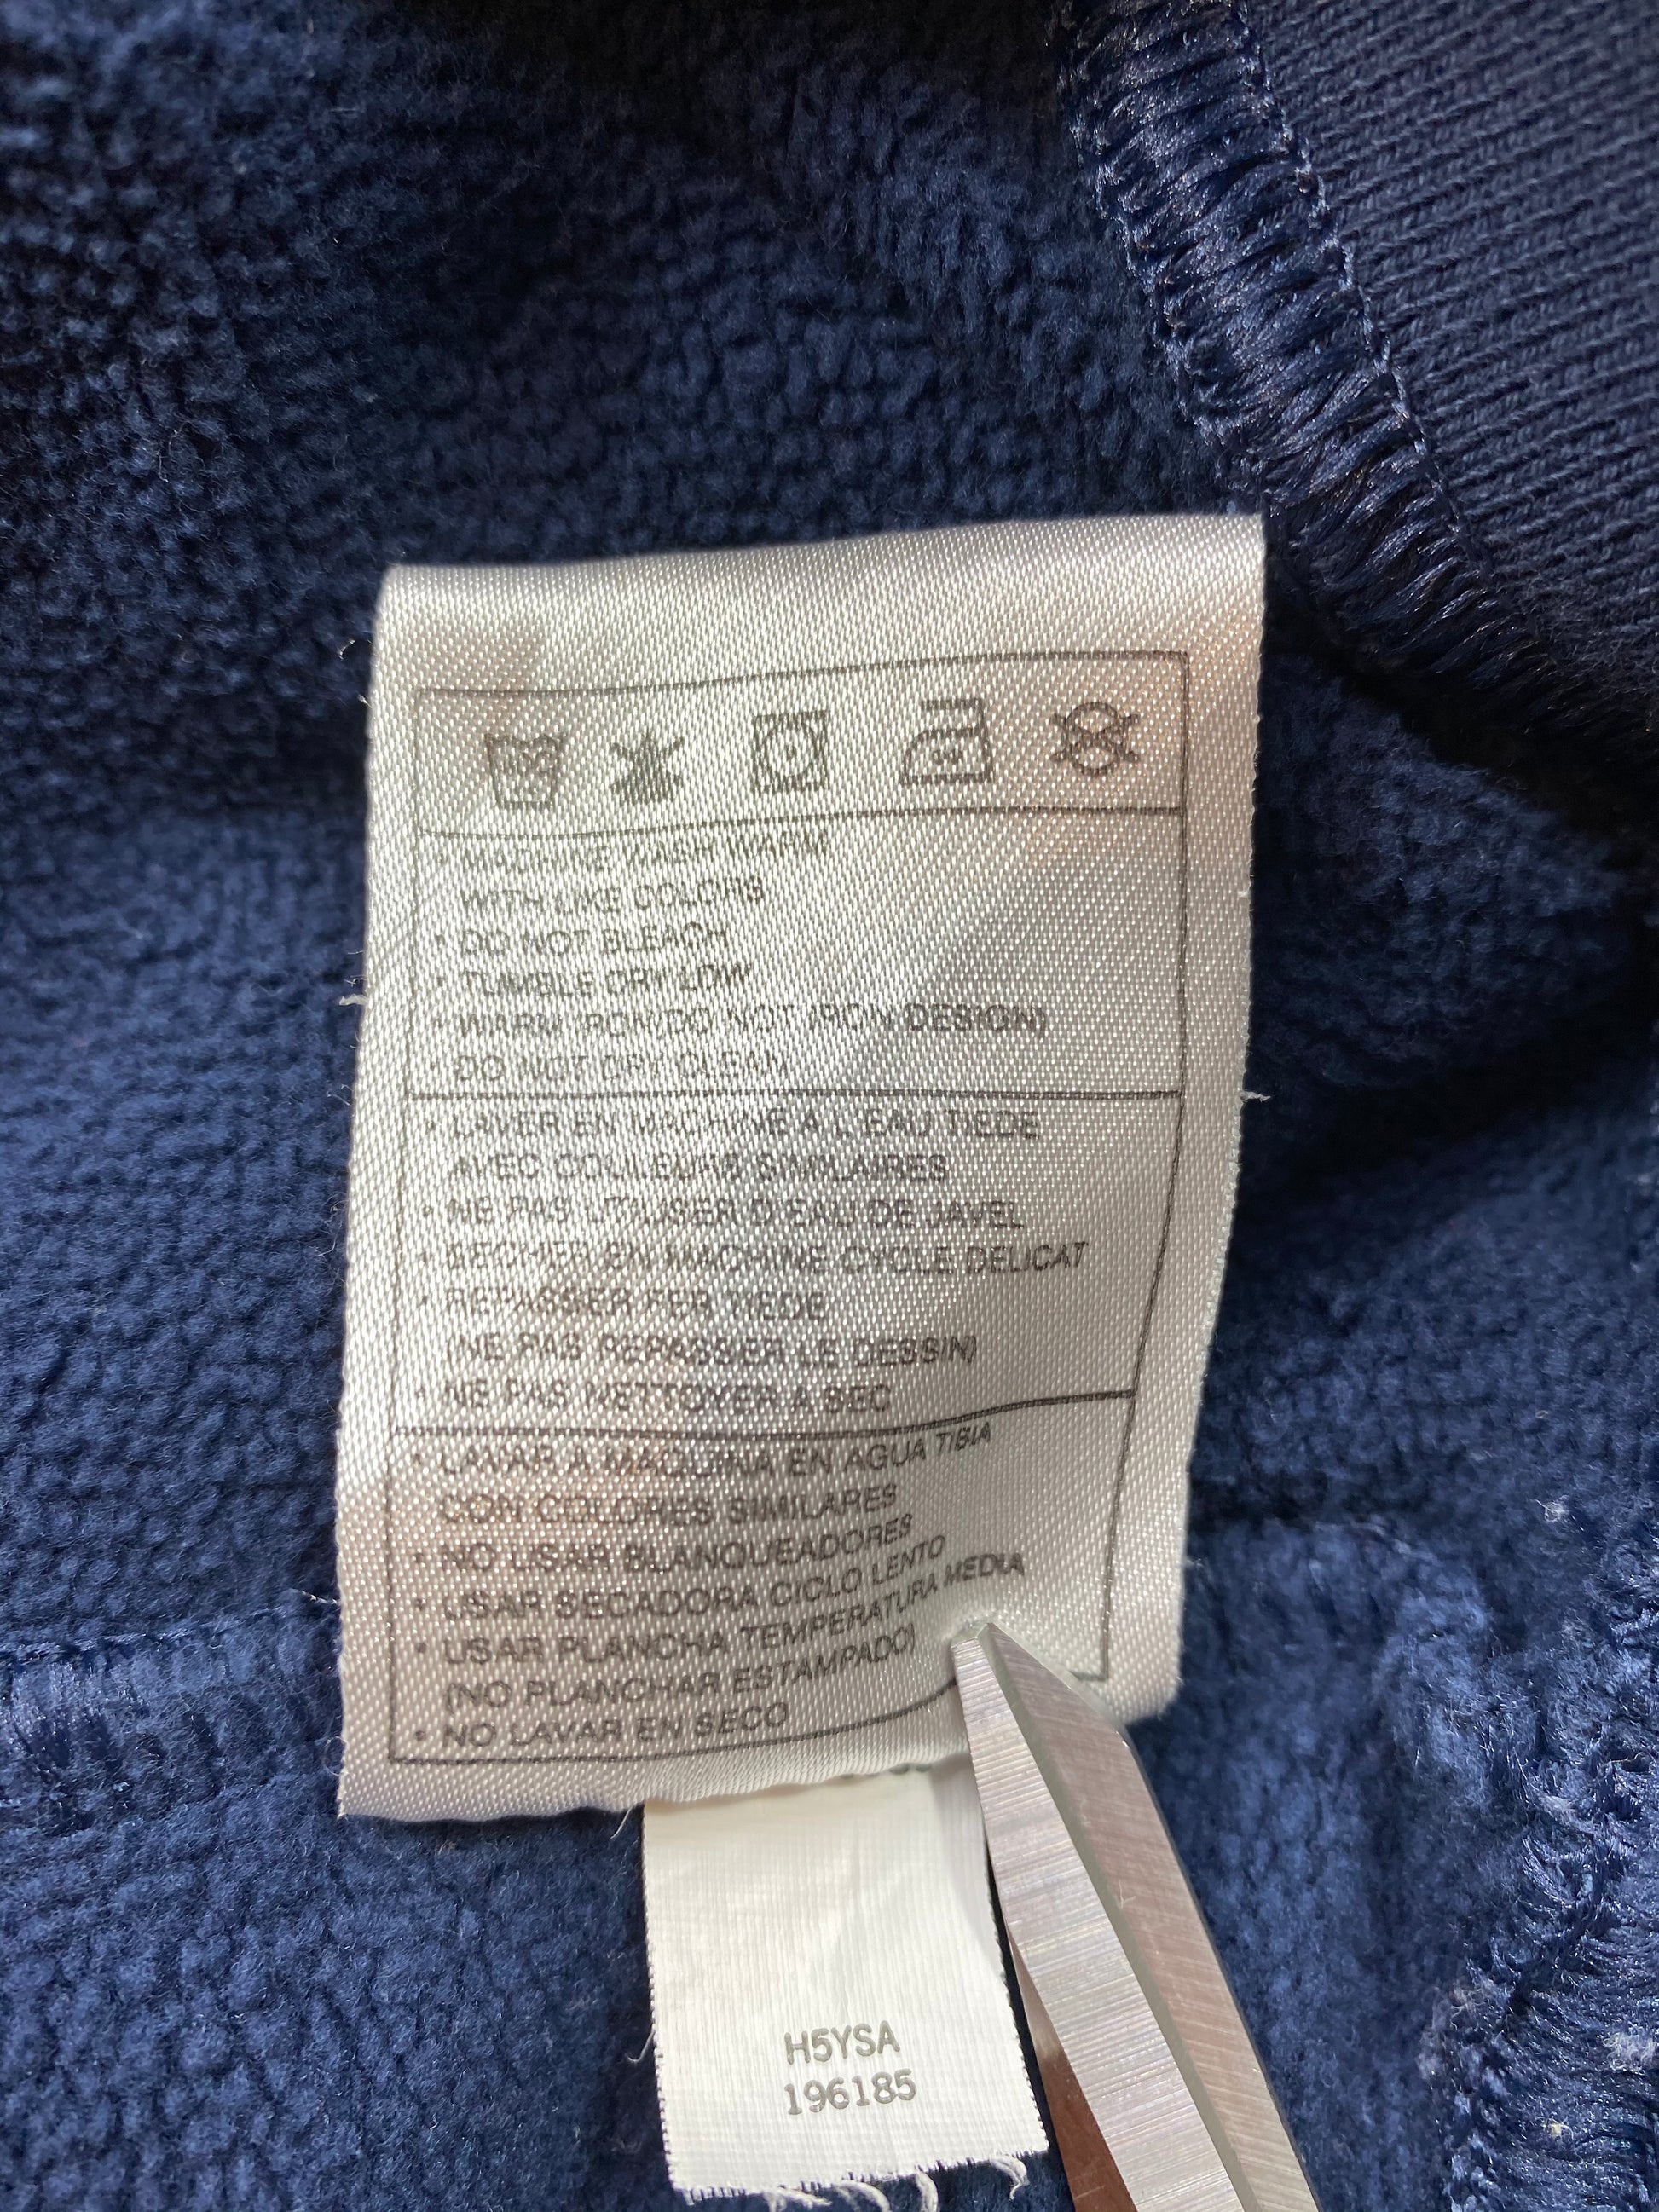 • MACHINE WASH WARM
WITH LIKE COLORS
• DO NOT BLEACH
• TUMBLE DRY LOW
• WARM IRON(DO NOT IRON DESIGN)
• DO NOT DRY CLEAN
• LAVER EN MACHINE A L'EAU TIEDE
AVEC COULEURS SIMILAIRES
• NE PAS UTILISER D'EAU DE JAVEL
• SECHER EN MACHINE CYCLE DELICAT
• REPASSER FER TIEDE
(NE PAS REPASSER LE DESSIN)
• NE PAS NETTOYER A SEC
• LAVAR A MAQUINA EN AGUA TIBIA
CON COLORES SIMILARES
• NO USAR BLANQUEADORES
• USAR SECADORA CICLO LENTO
• USAR PLANCHA TEMPERATURA MEDIA
(NO PLANCHAR ESTAMPADO)
• NO LAVAR EN SECO
H5YSA
196185